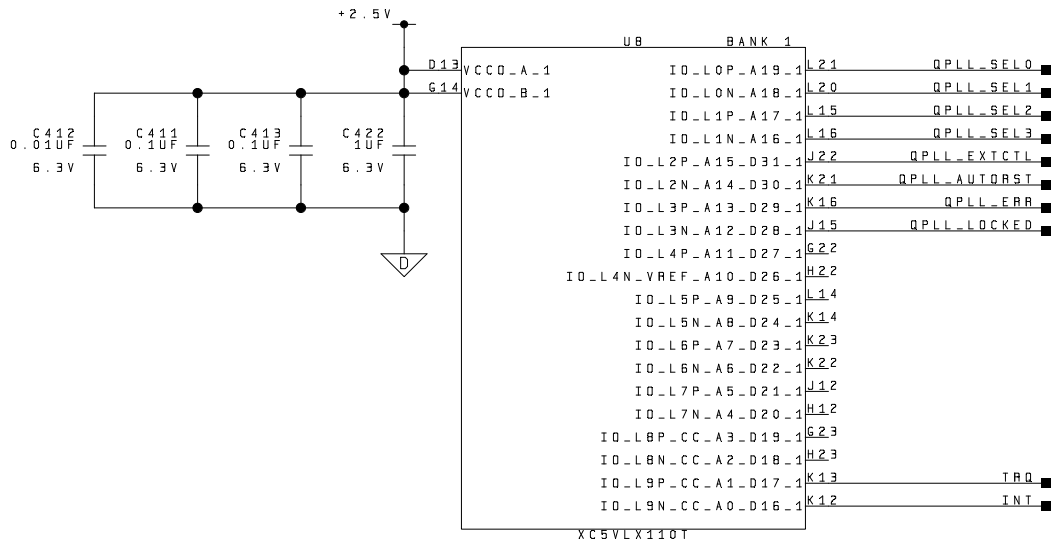 +2.5V
U8 BANK 1
D13 VCCO_A_1 IO_L0P_A19_1 L21 QPLL_SEL0
G14 VCCO_B_1 IO_L0N_A18_1 L20 QPLL_SEL1
IO_L1P_A17_1 L15 QPLL_SEL2
IO_L1N_A16_1 L16 QPLL_SEL3
C412 C411 C413 C422
0.01UF 0.1UF 0.1UF 1UF
6.3V 6.3V 6.3V 6.3V
IO_L2P_A15_D31_1 J22 QPLL_EXTCTL
IO_L2N_A14_D30_1 K21 QPLL_AUTORST
IO_L3P_A13_D29_1 K16 QPLL_ERR
IO_L3N_A12_D28_1 J15 QPLL_LOCKED
IO_L4P_A11_D27_1 G22
D
IO_L4N_VREF_A10_D26_1 H22
IO_L5P_A9_D25_1 L14
IO_L5N_A8_D24_1 K14
IO_L6P_A7_D23_1 K23
IO_L6N_A6_D22_1 K22
IO_L7P_A5_D21_1 J12
IO_L7N_A4_D20_1 H12
IO_L8P_CC_A3_D19_1 G23
IO_L8N_CC_A2_D18_1 H23
IO_L9P_CC_A1_D17_1 K13 TRQ
IO_L9N_CC_A0_D16_1 K12 INT
XC5VLX110T